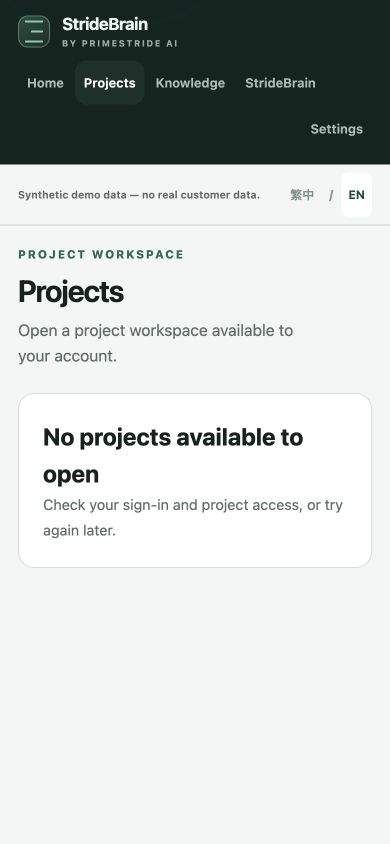 StrideBrain
BY PRIMESTRIDE AI
Home Projects Knowledge StrideBrain
Settings
Synthetic demo data — no real customer data. 繁中 / EN
PROJECT WORKSPACE
Projects
Open a project workspace available to
your account.
No projects available to
open
Check your sign-in and project access, or try
again later.